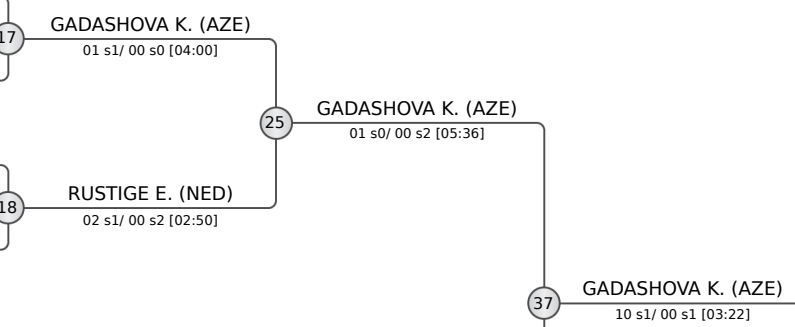 GADASHOVA K. (AZE)
17
01 s1/ 00 s0 [04:00]
GADASHOVA K. (AZE)
25
01 s0/ 00 s2 [05:36]
RUSTIGE E. (NED)
18
02 s1/ 00 s2 [02:50]
GADASHOVA K. (AZE)
37
10 s1/ 00 s1 [03:22]